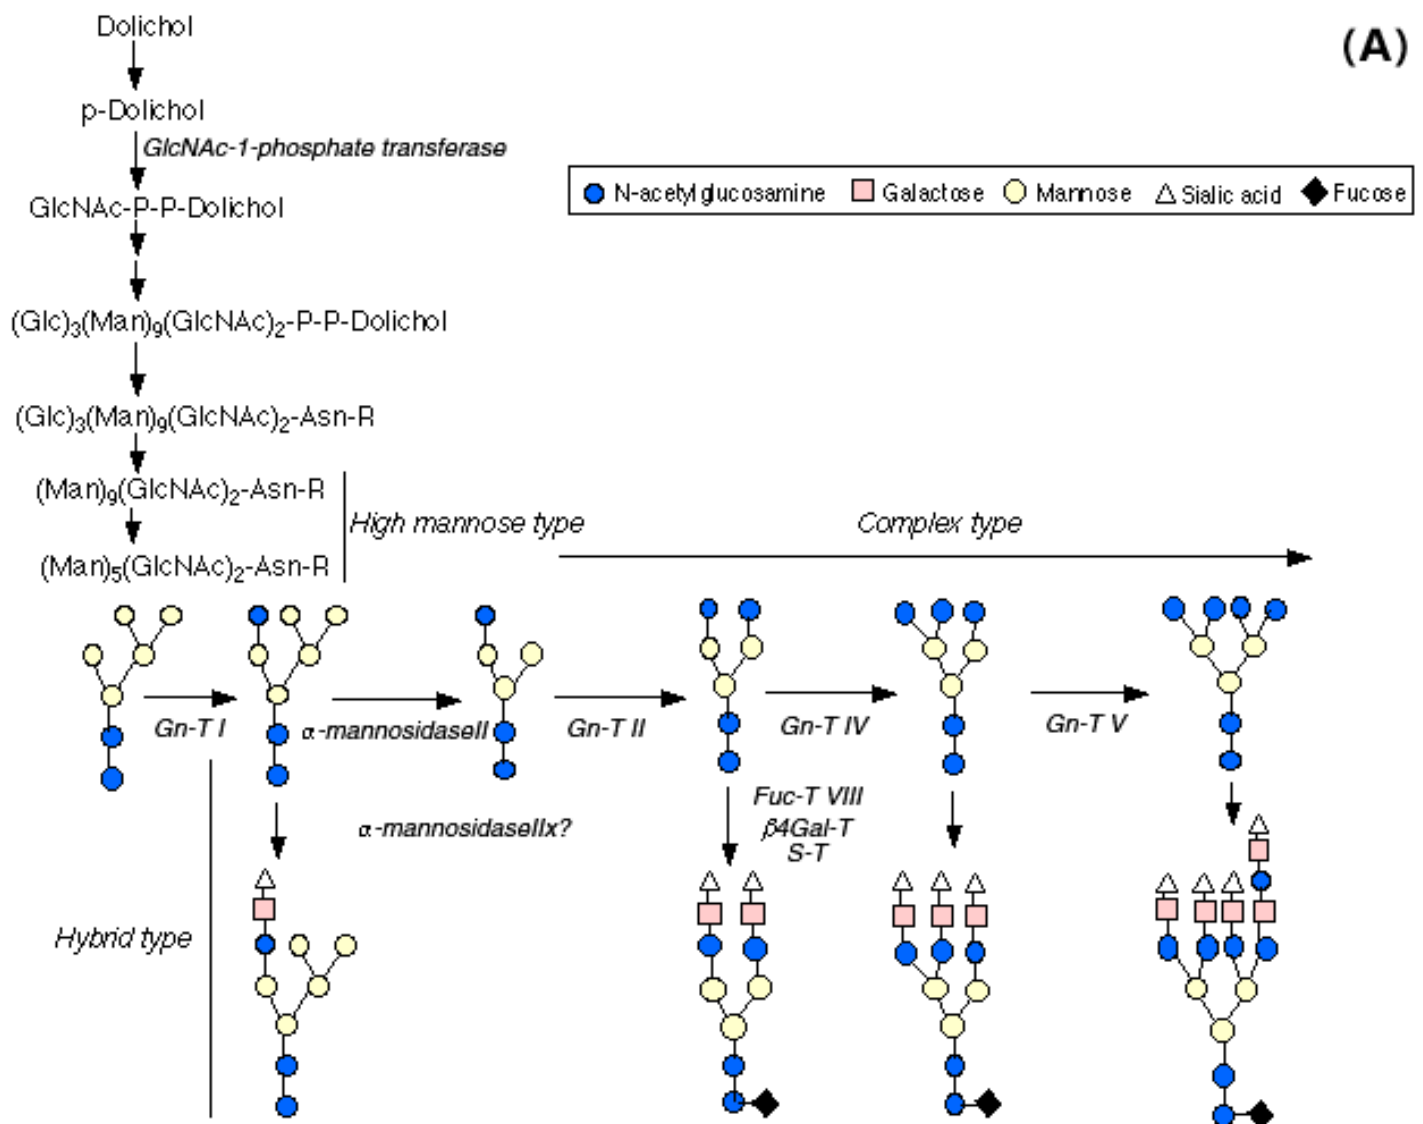 Dolichol
(A)
p-Dolichol
GlcNAc-1-phosphate transferase
N-acetylglucosamine Galactose Mannose Sialic acid Fucose
GlcNAc-P-P-Dolichol
(Glc)3(Man)9(GlcNAc)2-P-P-Dolichol
(Glc)3(Man)9(GlcNAc)2-Asn-R
(Man)9(GlcNAc)2-Asn-R
High mannose type
Complex type
(Man)5(GlcNAc)2-Asn-R
Gn-T I
α-mannosidaseII
Gn-T II
Gn-T IV
Gn-T V
α-mannosidaseIIx?
Fuc-T VIII
β4Gal-T
S-T
Hybrid type